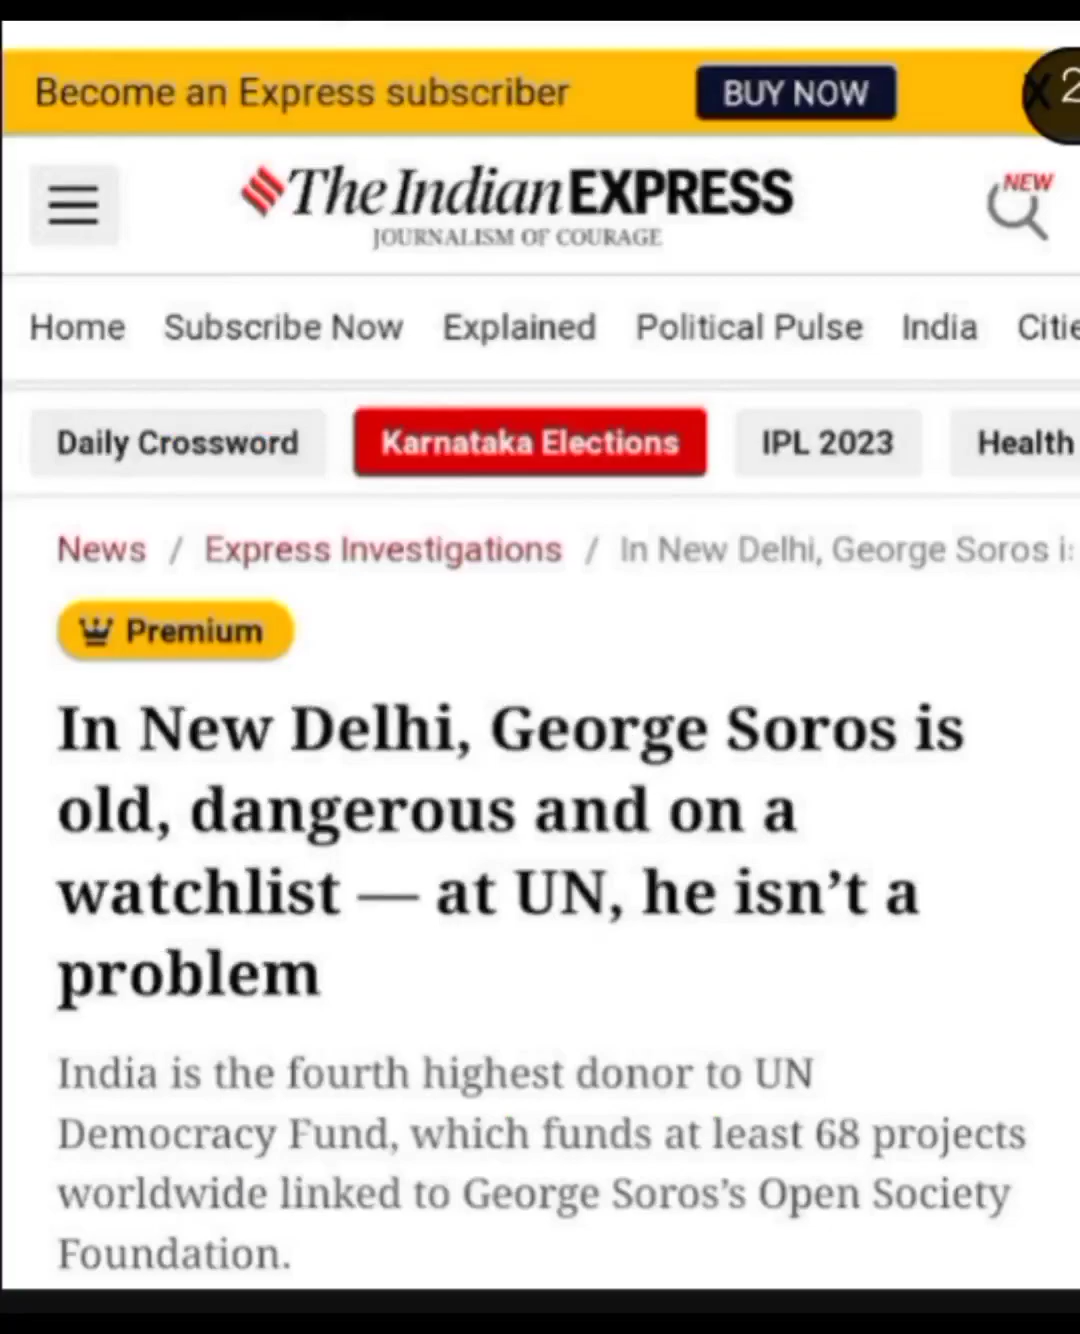 Become an Express subscriber BUY NOW X 2
The Indian EXPRESS NEW
JOURNALISM OF COURAGE
Home Subscribe Now Explained Political Pulse India Citie
Daily Crossword Karnataka Elections IPL 2023 Health
News / Express Investigations / In New Delhi, George Soros is
Premium
In New Delhi, George Soros is
old, dangerous and on a
watchlist — at UN, he isn’t a
problem
India is the fourth highest donor to UN
Democracy Fund, which funds at least 68 projects
worldwide linked to George Soros’s Open Society
Foundation.